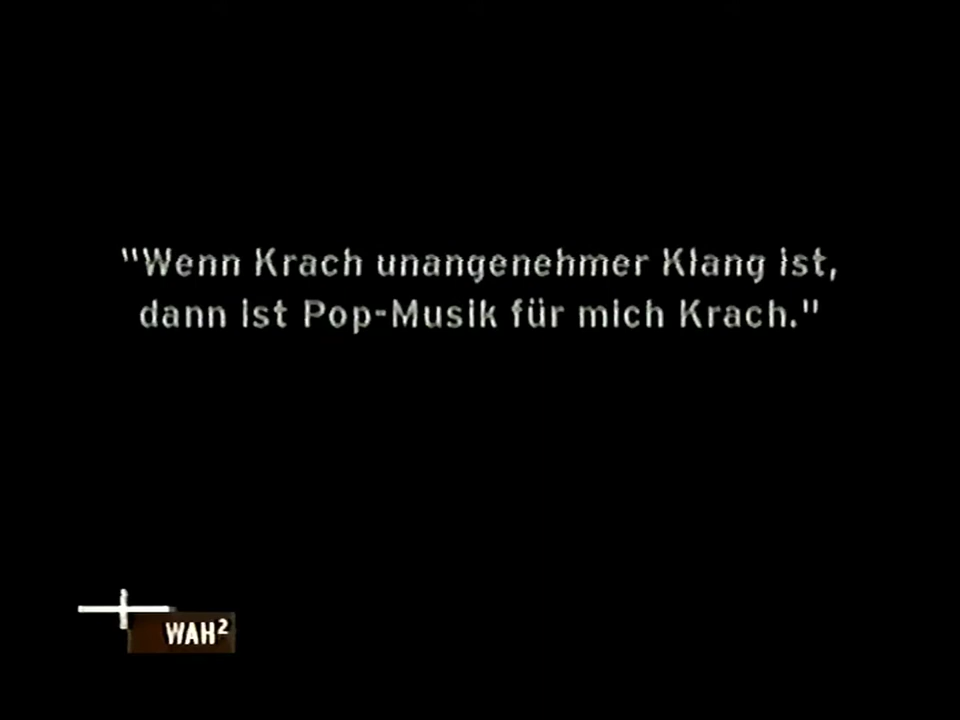 "Wenn Krach unangenehmer Klang ist,
dann ist Pop-Musik für mich Krach."
WAH²